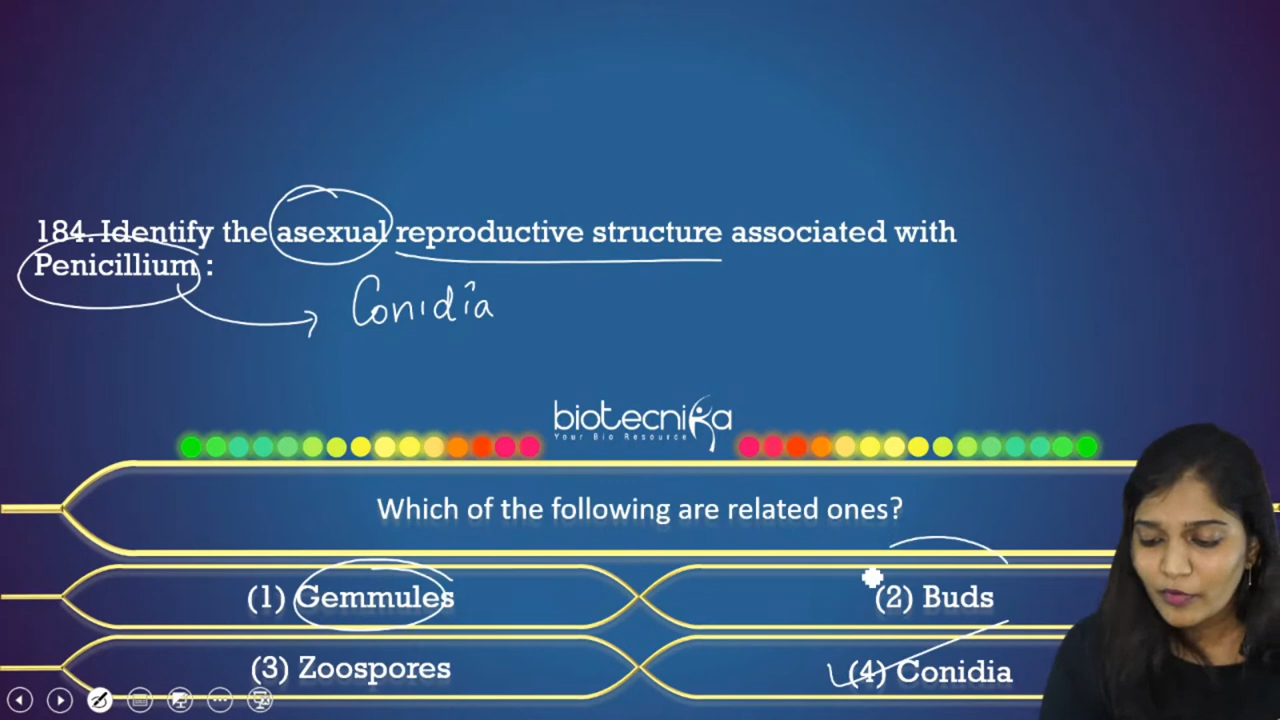 184. Identify the asexual reproductive structure associated with
Penicillium :
Conidia
biotecnika
Your Bio Resource
Which of the following are related ones?
(1) Gemmules
(2) Buds
(3) Zoospores
(4) Conidia